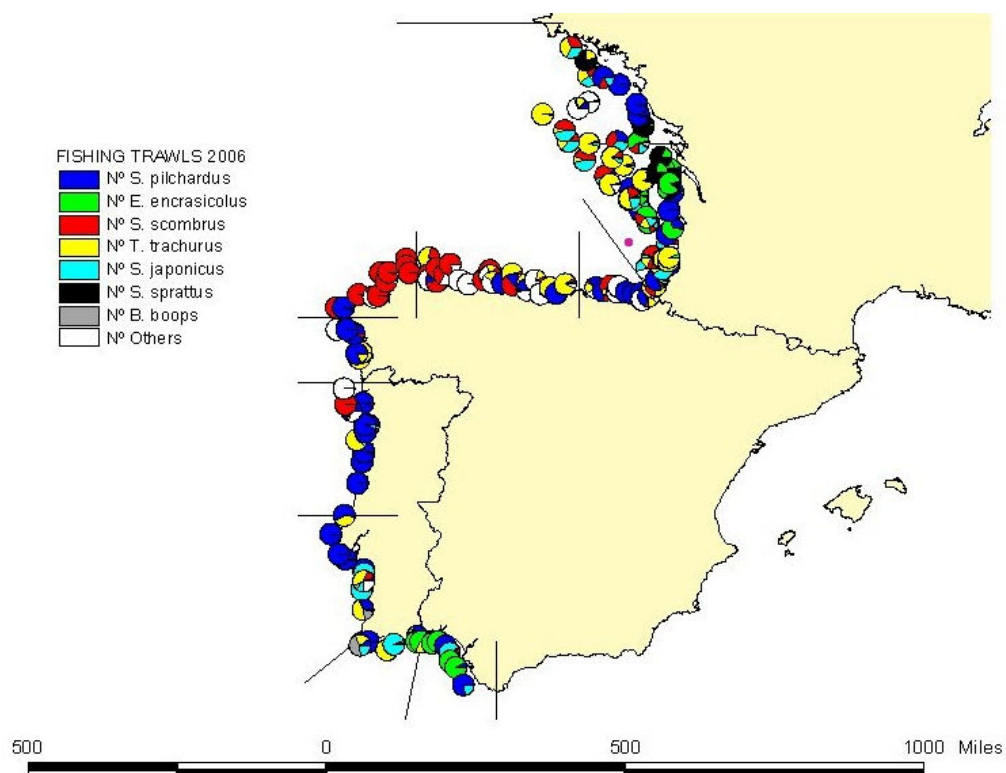 FISHING TRAWLS 2006
Nº S. pilchardus
Nº E. encrasicolus
Nº S. scombrus
Nº T. trachurus
Nº S. japonicus
Nº S. sprattus
Nº B. boops
Nº Others
500 0 500 1000 Miles